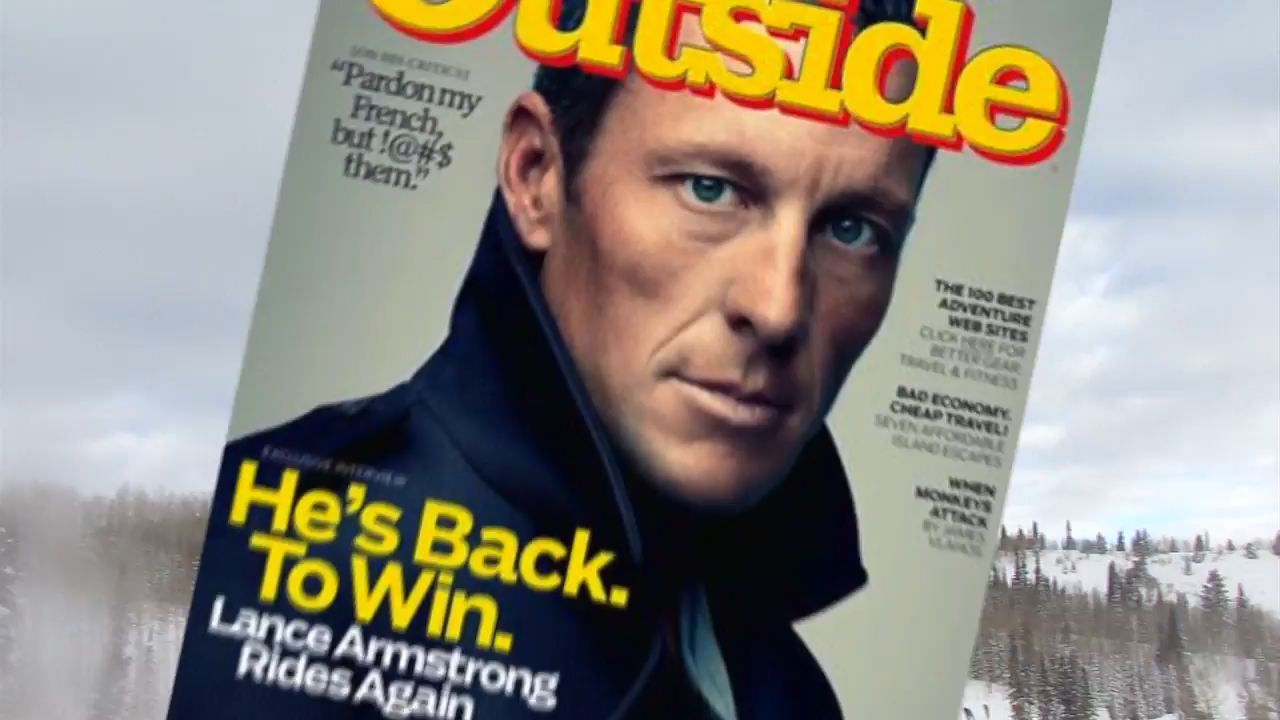 Outside
"Pardon my
French,
but !@#$
them."
THE 100 BEST
ADVENTURE
WEB SITES
CLICK HERE FOR
BETTER GEAR,
TRAVEL & FITNESS
BAD ECONOMY,
CHEAP TRAVEL!
SEVEN AFFORDABLE
ISLAND ESCAPES
WHEN
MONKEYS
ATTACK
EXCLUSIVE INTERVIEW
He's Back.
To Win.
Lance Armstrong
Rides Again